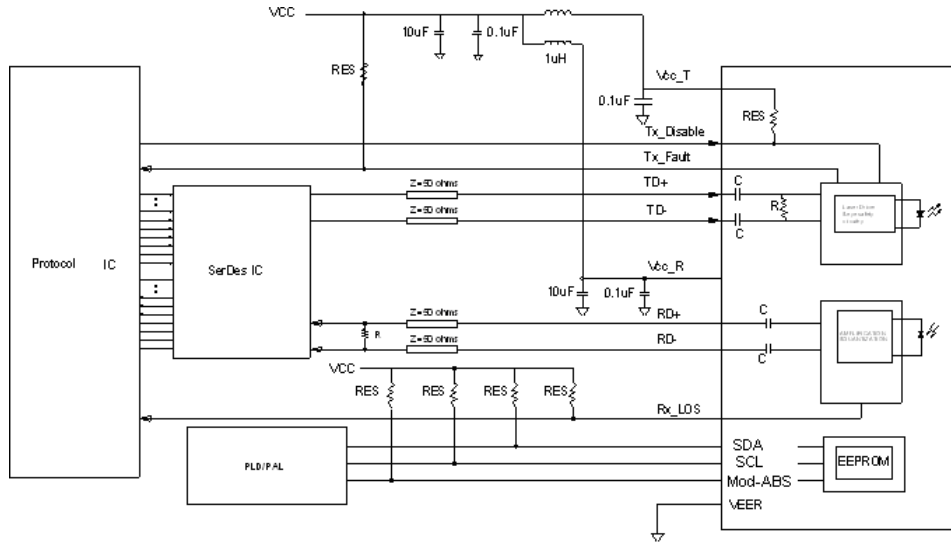 VCC
10uF
0.1uF
1uH
RES
Vcc_T
0.1uF
RES
Tx_Disable
Tx_Fault
Z=50 ohms
TD+
C
Z=50 ohms
TD-
C
R
Protocol IC
SerDes IC
Vcc_R
10uF
0.1uF
Z=50 ohms
RD+
C
R
Z=50 ohms
RD-
C
VCC
RES
RES
RES
RES
Rx_LOS
PLD/PAL
SDA
SCL
Mod-ABS
EEPROM
VEER